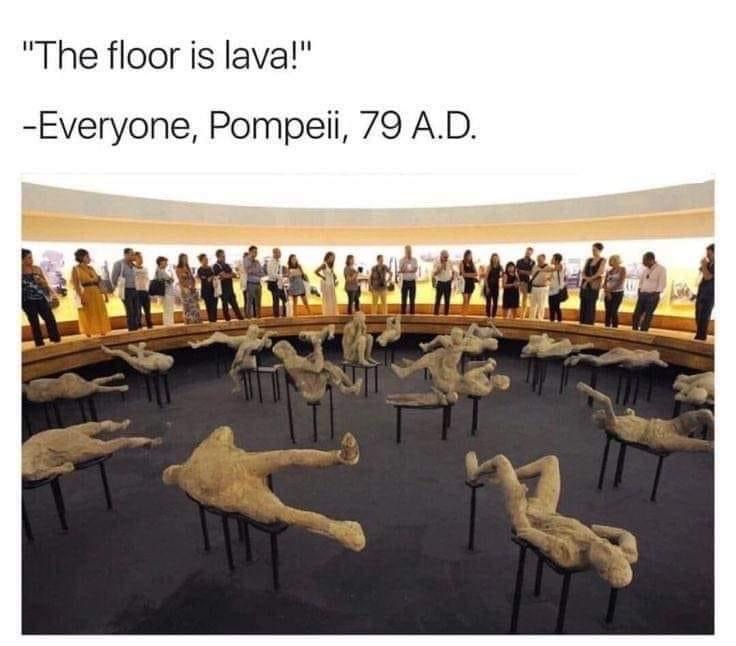 "The floor is lava!"
-Everyone, Pompeii, 79 A.D.